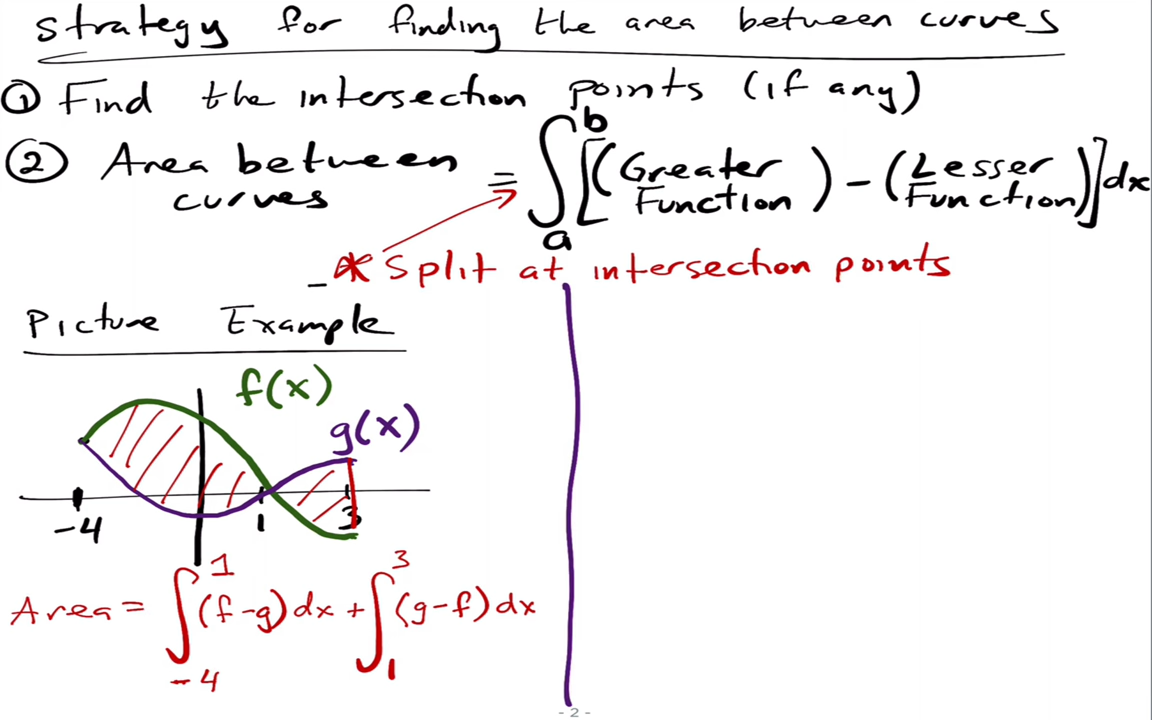 strategy for finding the area between curves
① Find the intersection points (if any)
② Area between curves = ∫_a^b [(Greater Function) - (Lesser Function)] dx
* Split at intersection points
Picture Example
f(x)
g(x)
-4 1 3
Area = ∫_{-4}^{1} (f-g) dx + ∫_{1}^{3} (g-f) dx
- 2 -